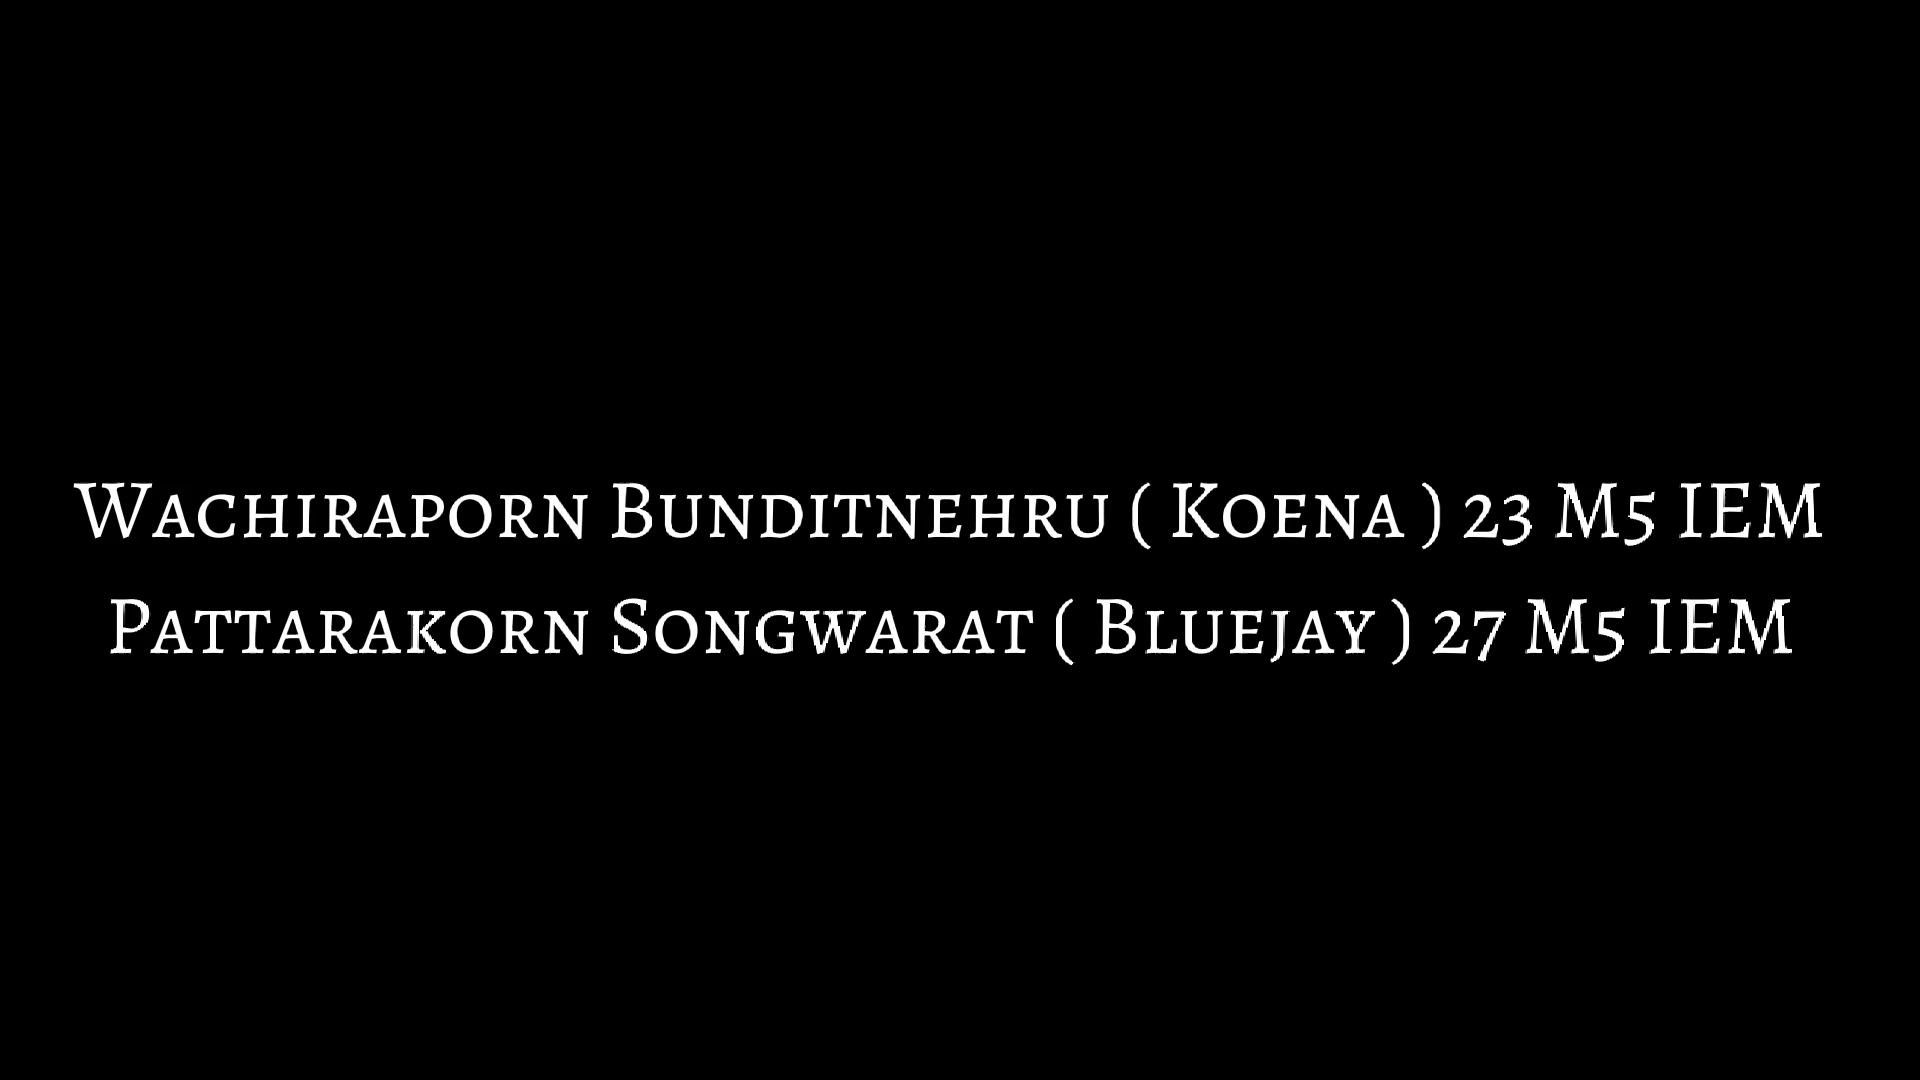 Wachiraporn Bunditnehru ( Koena ) 23 M5 IEM
Pattarakorn Songwarat ( Bluejay ) 27 M5 IEM